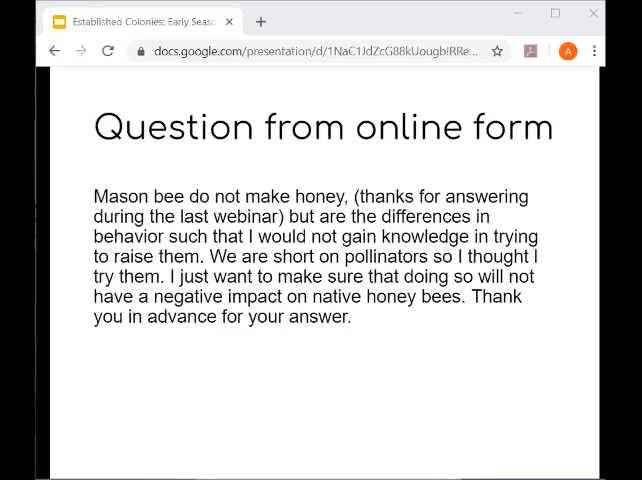 Established Colonies: Early Seaso
docs.google.com/presentation/d/1NaC1JdZcG88kUougbIRRe...
A
Question from online form
Mason bee do not make honey, (thanks for answering
during the last webinar) but are the differences in
behavior such that I would not gain knowledge in trying
to raise them. We are short on pollinators so I thought I
try them. I just want to make sure that doing so will not
have a negative impact on native honey bees. Thank
you in advance for your answer.